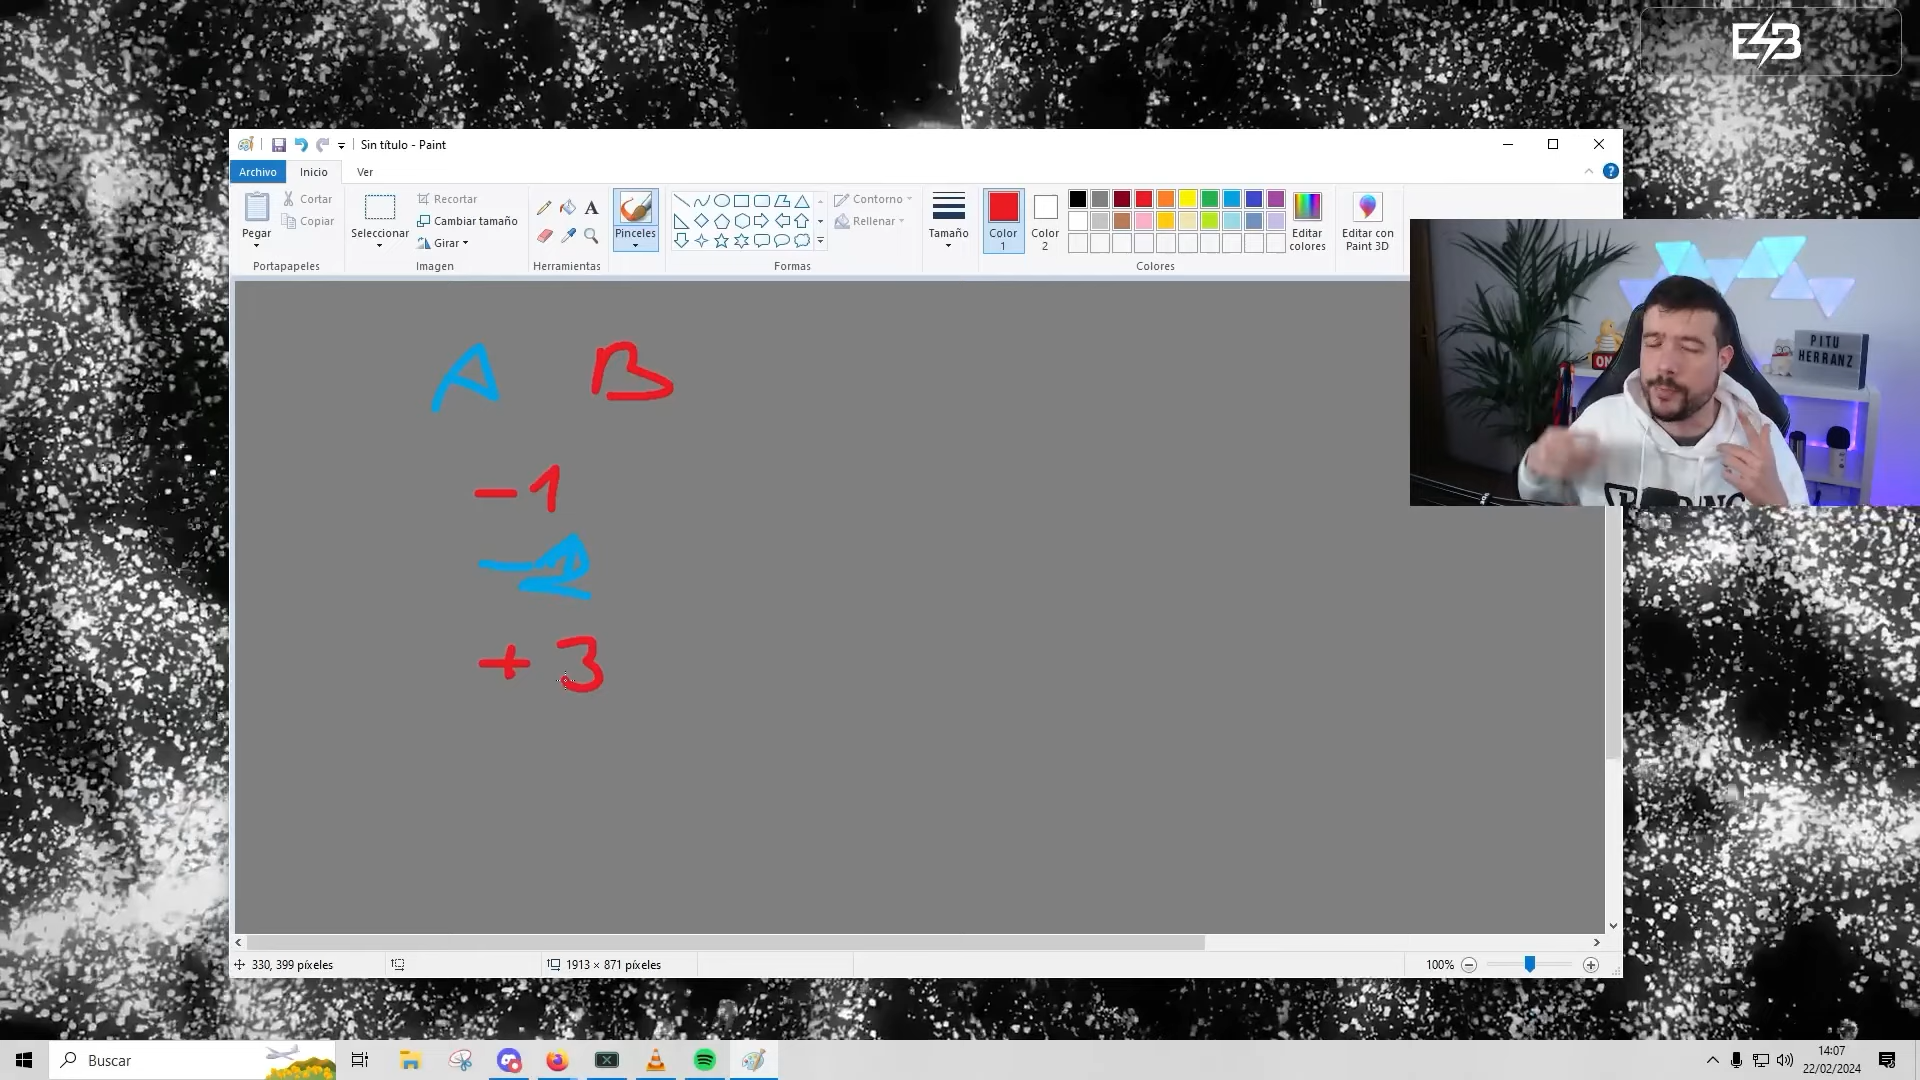 E B
Sin título - Paint
Archivo Inicio Ver
Pegar
Cortar
Copiar
Portapapeles
Seleccionar
Recortar
Cambiar tamaño
Girar
Imagen
A
Herramientas
Pinceles
Contorno
Rellenar
Formas
Tamaño
Color 1
Color 2
Editar colores
Colores
Editar con Paint 3D
PITU
HERRANZ
ON
A B
- 1
- 2
+ 3
330, 399 píxeles
1913 × 871 píxeles
100%
Buscar
14:07
22/02/2024